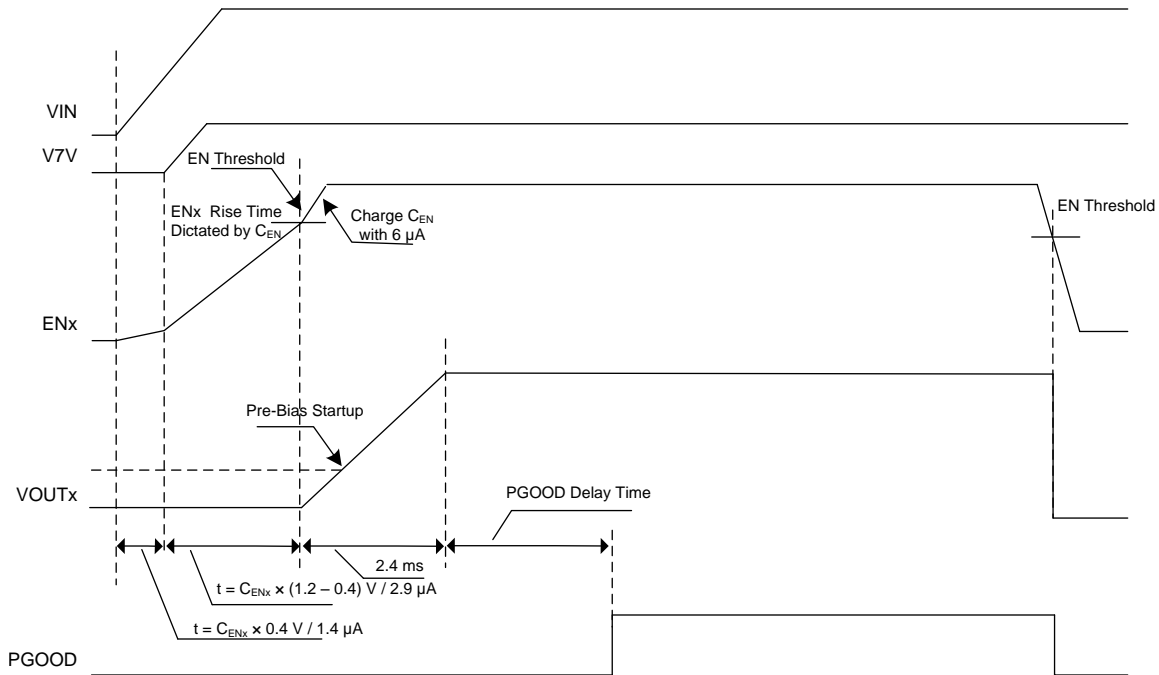 VIN
V7V
EN Threshold
ENx Rise Time
Dictated by CEN
Charge CEN
with 6 µA
EN Threshold
ENx
Pre-Bias Startup
VOUTx
PGOOD Delay Time
2.4 ms
t = CENx × (1.2 – 0.4) V / 2.9 µA
t = CENx × 0.4 V / 1.4 µA
PGOOD